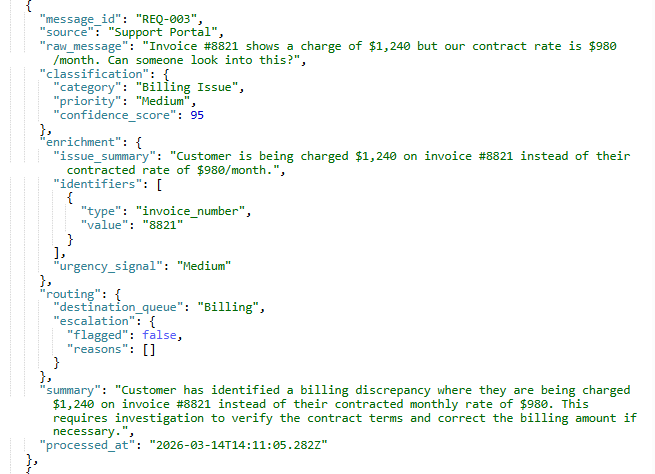 {
"message_id": "REQ-003",
"source": "Support Portal",
"raw_message": "Invoice #8821 shows a charge of $1,240 but our contract rate is $980
/month. Can someone look into this?",
"classification": {
"category": "Billing Issue",
"priority": "Medium",
"confidence_score": 95
},
"enrichment": {
"issue_summary": "Customer is being charged $1,240 on invoice #8821 instead of their
contracted rate of $980/month.",
"identifiers": [
{
"type": "invoice_number",
"value": "8821"
}
],
"urgency_signal": "Medium"
},
"routing": {
"destination_queue": "Billing",
"escalation": {
"flagged": false,
"reasons": []
}
},
"summary": "Customer has identified a billing discrepancy where they are being charged
$1,240 on invoice #8821 instead of their contracted monthly rate of $980. This
requires investigation to verify the contract terms and correct the billing amount if
necessary.",
"processed_at": "2026-03-14T14:11:05.282Z"
},
{